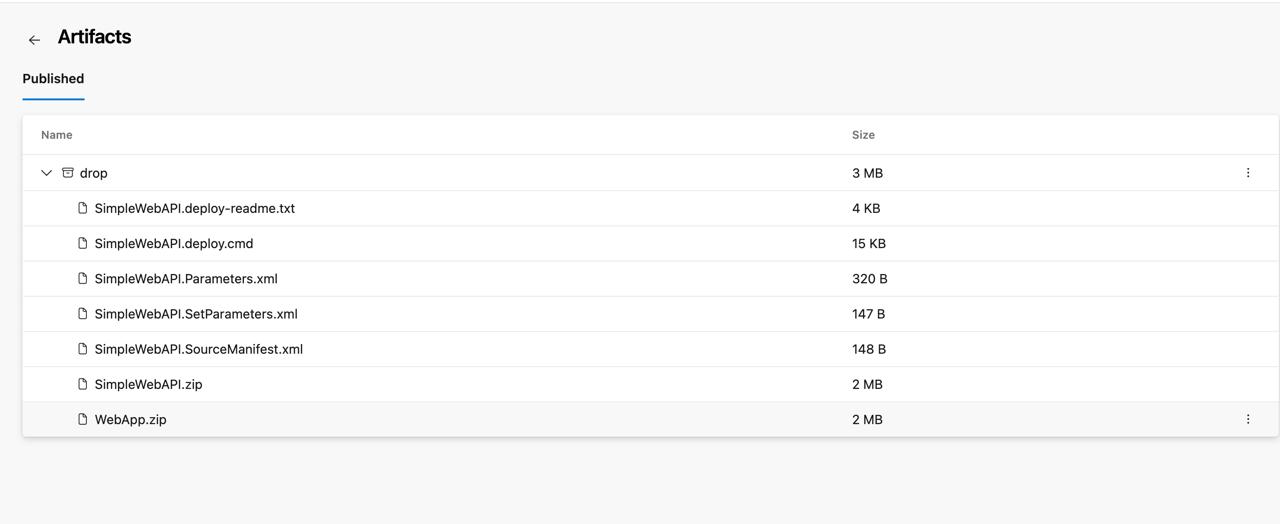 Artifacts
Published
Name Size
drop 3 MB
SimpleWebAPI.deploy-readme.txt 4 KB
SimpleWebAPI.deploy.cmd 15 KB
SimpleWebAPI.Parameters.xml 320 B
SimpleWebAPI.SetParameters.xml 147 B
SimpleWebAPI.SourceManifest.xml 148 B
SimpleWebAPI.zip 2 MB
WebApp.zip 2 MB